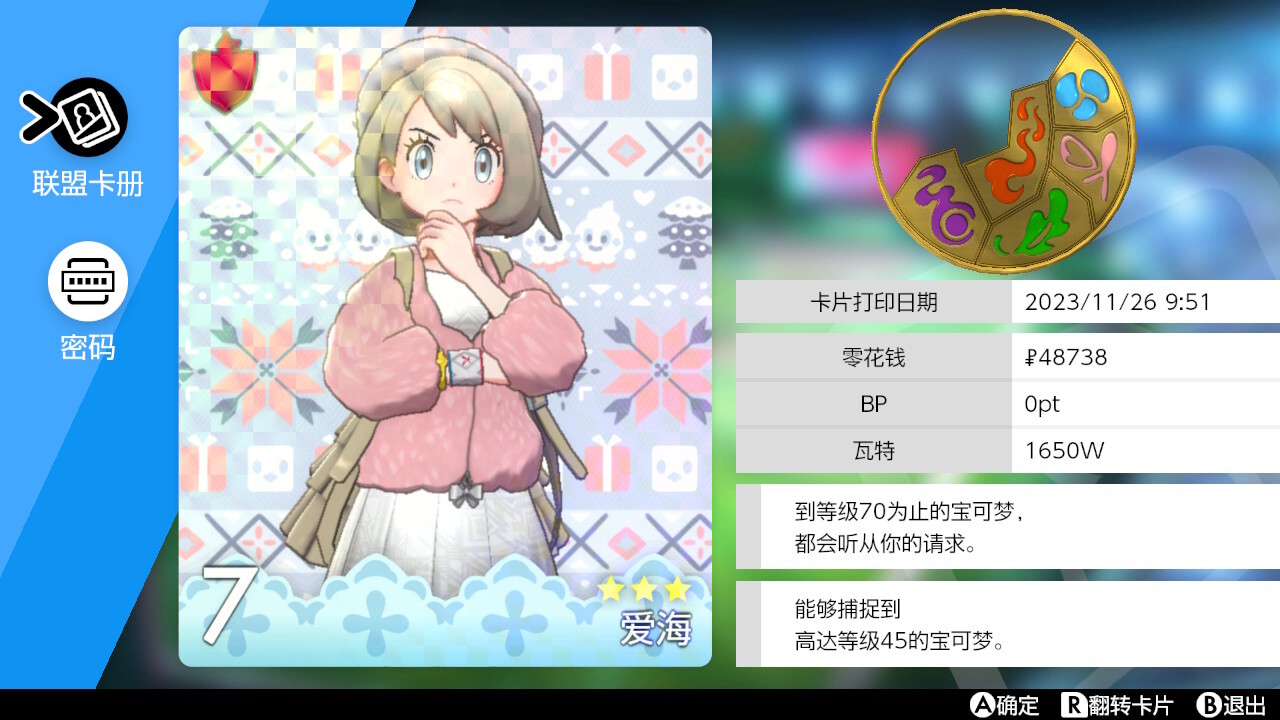 联盟卡册
密码
7
爱海
卡片打印日期 2023/11/26 9:51
零花钱 ₽48738
BP 0pt
瓦特 1650W
到等级70为止的宝可梦，
都会听从你的请求。
能够捕捉到
高达等级45的宝可梦。
A确定 R翻转卡片 B退出